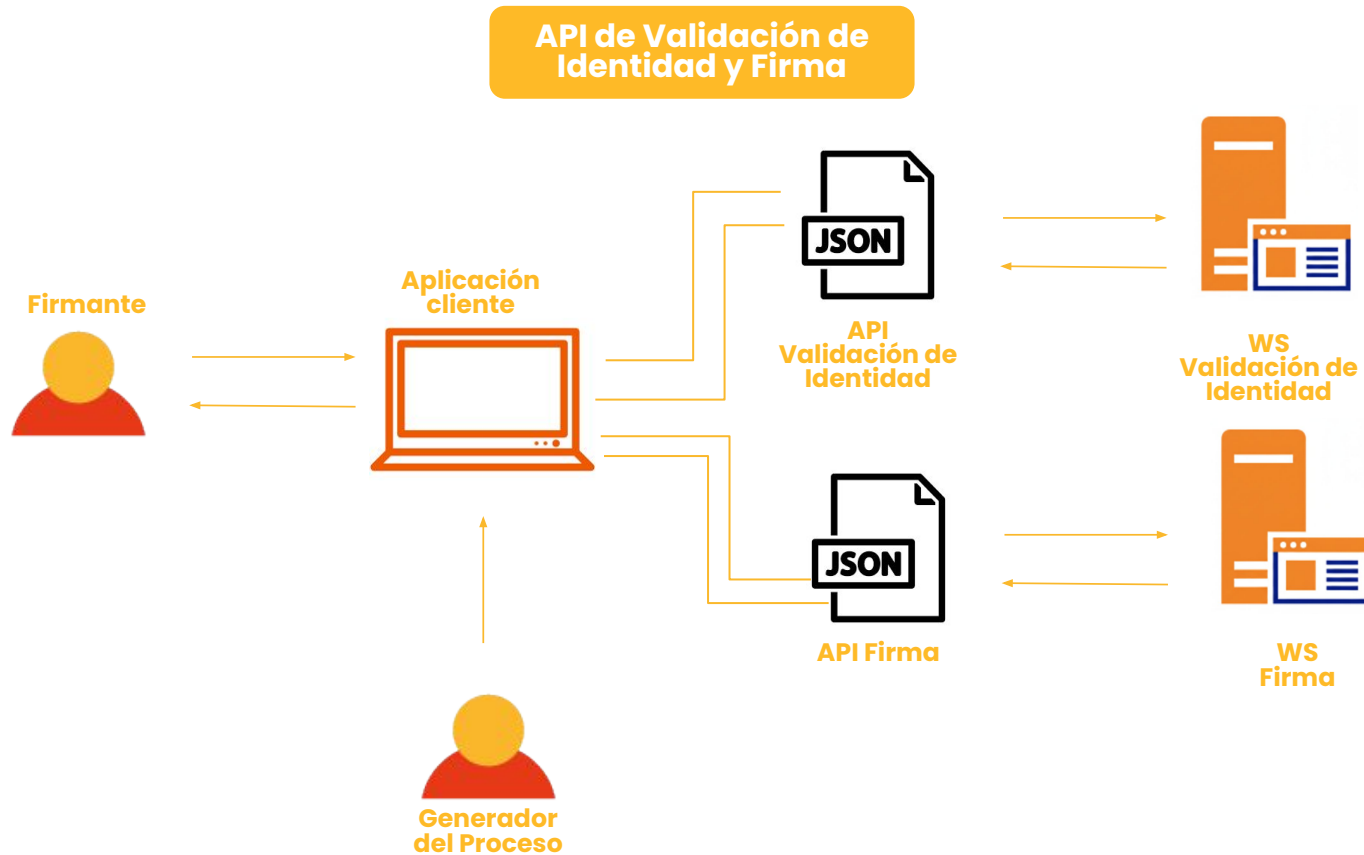 API de Validación de
Identidad y Firma
Firmante
Aplicación
cliente
JSON
API
Validación de
Identidad
WS
Validación de
Identidad
JSON
API Firma
WS
Firma
Generador
del Proceso